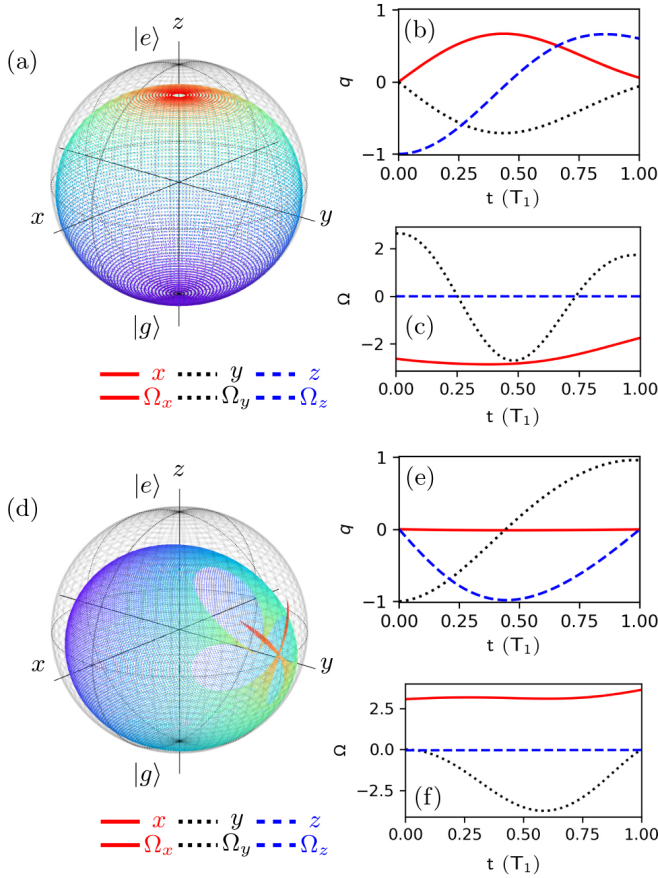 (a)
|e⟩
z
x
y
|g⟩
x y z
Ωx Ωy Ωz
(b)
q
1
0
−1
0.00 0.25 0.50 0.75 1.00
t (T₁)
(c)
Ω
2
0
−2
0.00 0.25 0.50 0.75 1.00
t (T₁)
(d)
|e⟩
z
x
y
|g⟩
x y z
Ωx Ωy Ωz
(e)
q
1
0
−1
0.00 0.25 0.50 0.75 1.00
t (T₁)
(f)
Ω
2.5
0.0
−2.5
0.00 0.25 0.50 0.75 1.00
t (T₁)